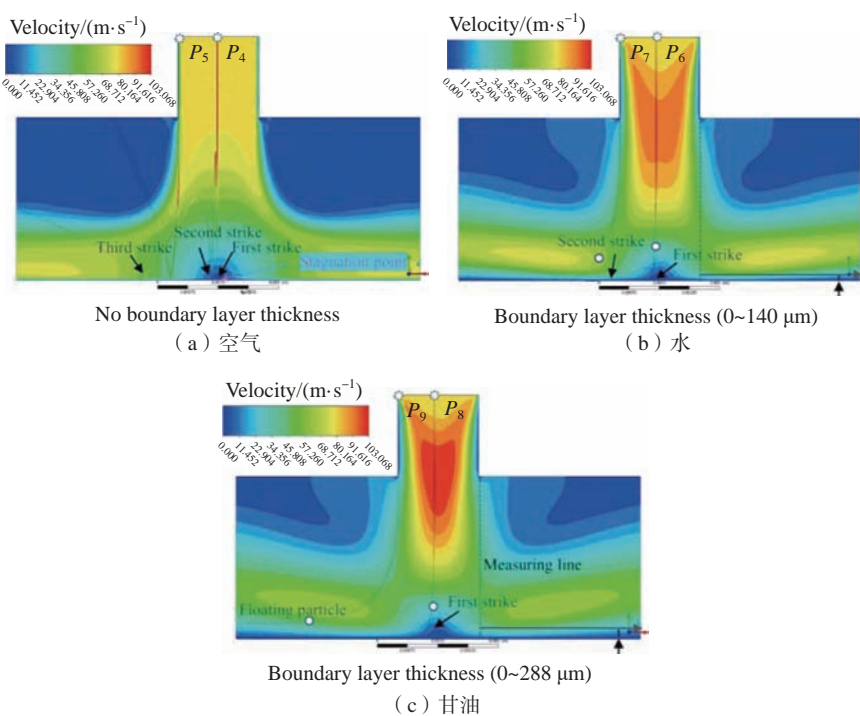 Velocity/(m·s⁻¹)
0.000 11.452 22.904 34.356 45.808 57.260 68.712 80.164 91.616 103.068
P₅ P₄
Second strike
Third strike
First strike
Stagnation point
No boundary layer thickness
（a）空气
Velocity/(m·s⁻¹)
0.000 11.452 22.904 34.356 45.808 57.260 68.712 80.164 91.616 103.068
P₇ P₆
Second strike
First strike
Boundary layer thickness (0~140 μm)
（b）水
Velocity/(m·s⁻¹)
0.000 11.452 22.904 34.356 45.808 57.260 68.712 80.164 91.616 103.068
P₉ P₈
Measuring line
Floating particle
First strike
Boundary layer thickness (0~288 μm)
（c）甘油